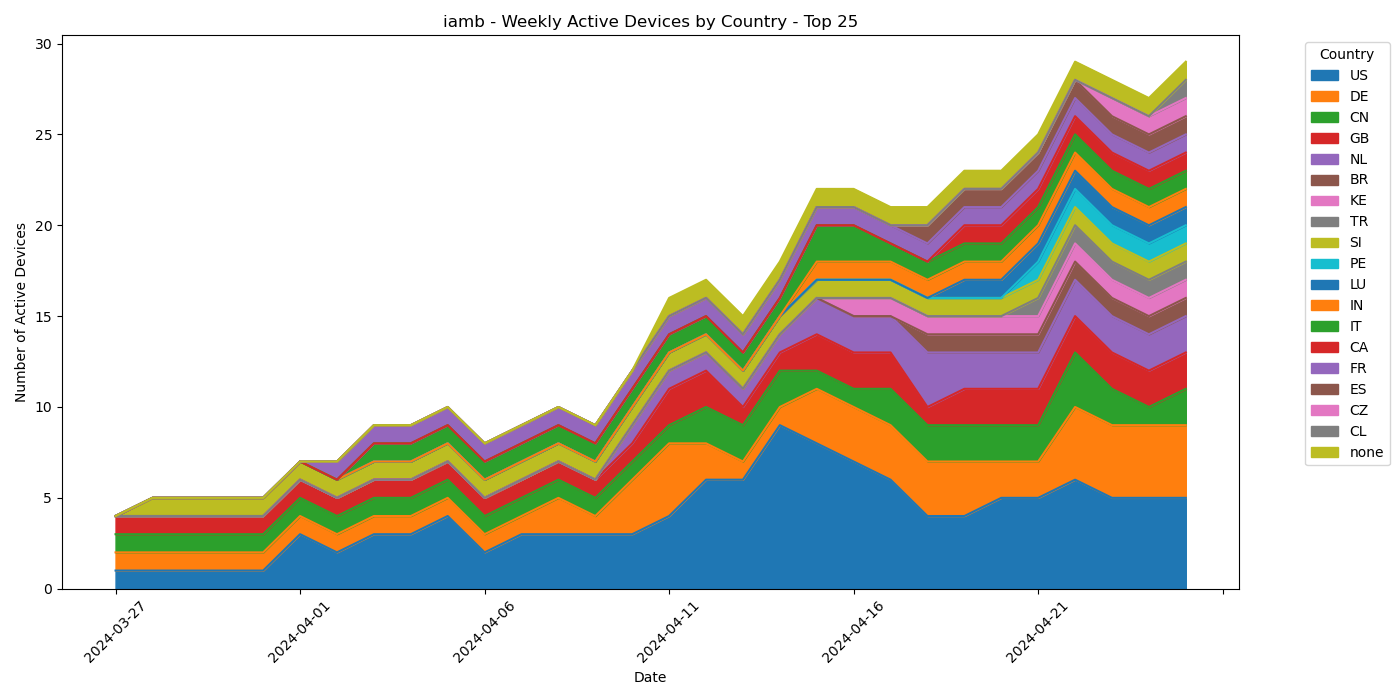 iamb - Weekly Active Devices by Country - Top 25
30
25
20
15
10
5
0
Number of Active Devices
2024-03-27
2024-04-01
2024-04-06
2024-04-11
2024-04-16
2024-04-21
Date
Country
US
DE
CN
GB
NL
BR
KE
TR
SI
PE
LU
IN
IT
CA
FR
ES
CZ
CL
none